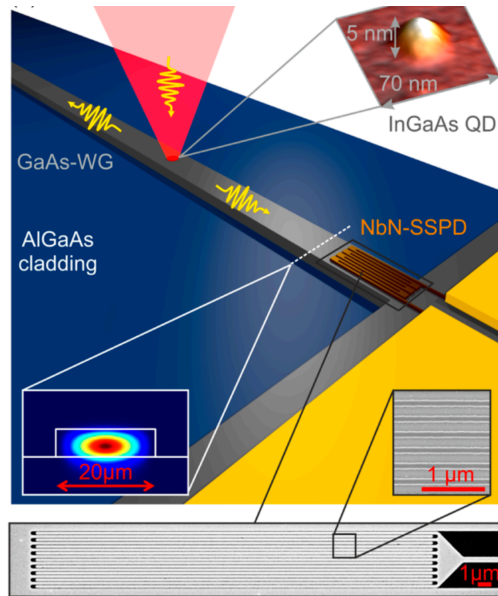 5 nm
70 nm
InGaAs QD
GaAs-WG
NbN-SSPD
AlGaAs
cladding
20μm
1 μm
1μm